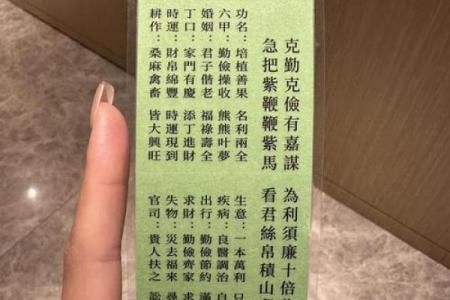 克勤克儉有嘉謀 為利須廉十倍
急把紫鞭鞭紫馬 看君絲帛積山
功名：培植善果 名利兩全
六甲：勤儉操收 熊熊叶夢
婚姻：君子偕老 福祿壽全
丁口：家門有慶 添丁進財
時運：財帛綿豐 時運現到
耕作：桑麻禽畜 皆大興旺
生意：一本萬利 只
疾病：良醫調治 自
出行：勤儉節約 滿
求財：勤儉齊家 求
失物：災去福來 尋
官司：貴人扶之 訟